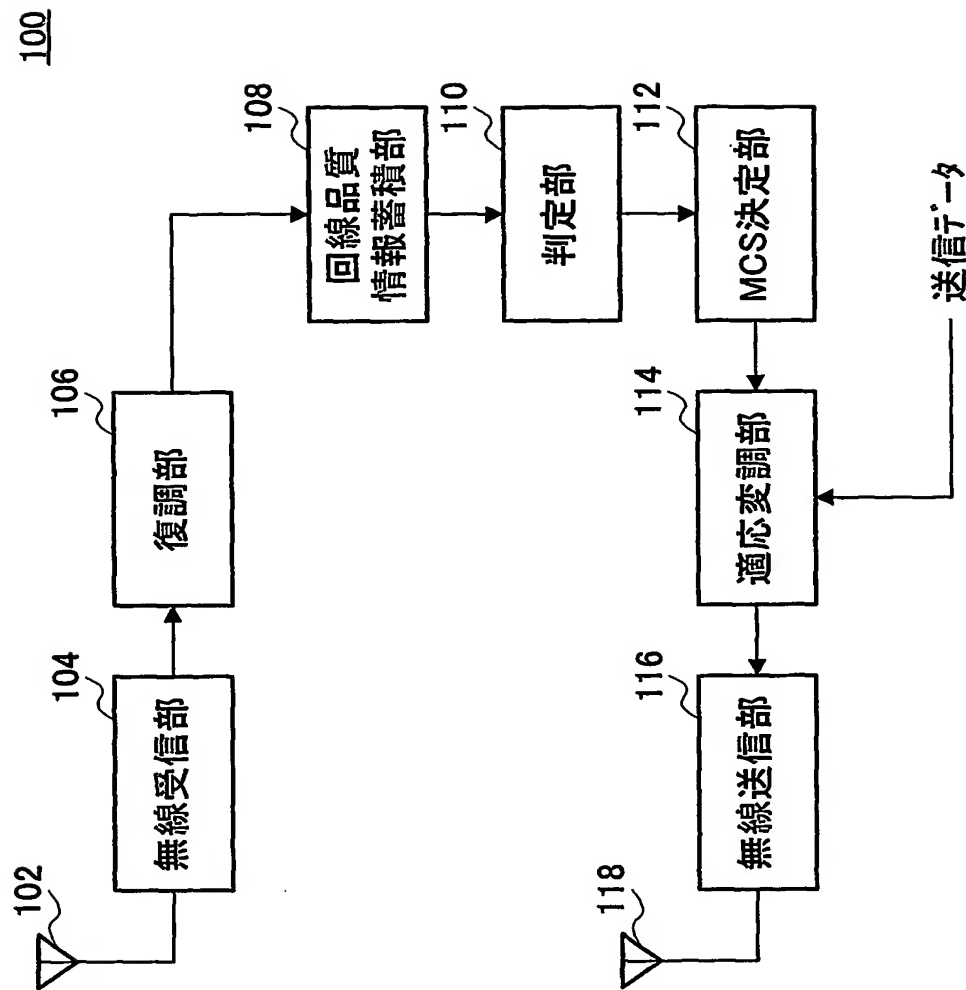 100
102
104
無線受信部
106
復調部
108
回線品質
情報蓄積部
110
判定部
112
MCS決定部
114
適応変調部
116
無線送信部
118
送信データ